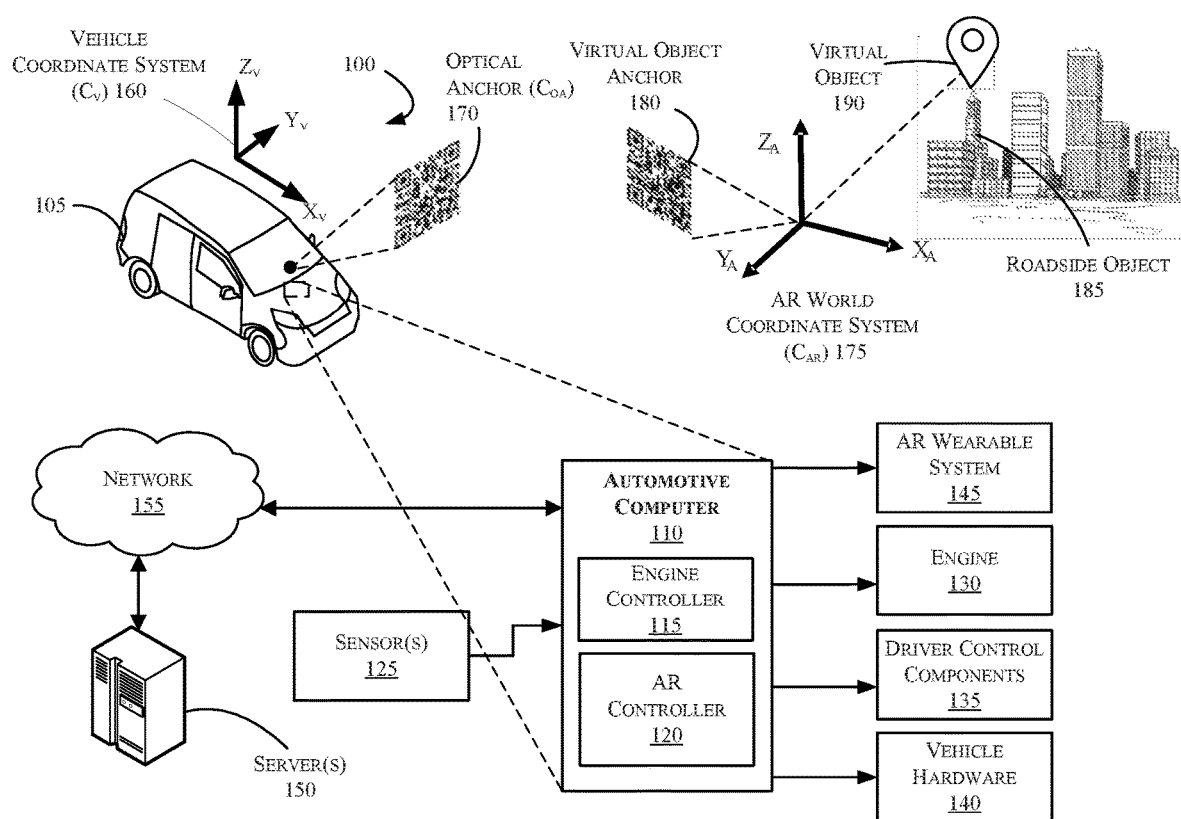 VEHICLE
COORDINATE SYSTEM
(CV) 160
ZV
YV
XV
100
OPTICAL
ANCHOR (COA)
170
VIRTUAL OBJECT
ANCHOR
180
VIRTUAL
OBJECT
190
ZA
YA
XA
AR WORLD
COORDINATE SYSTEM
(CAR) 175
ROADSIDE OBJECT
185
105
NETWORK
155
SERVER(S)
150
SENSOR(S)
125
AUTOMOTIVE
COMPUTER
110
ENGINE
CONTROLLER
115
AR
CONTROLLER
120
AR WEARABLE
SYSTEM
145
ENGINE
130
DRIVER CONTROL
COMPONENTS
135
VEHICLE
HARDWARE
140